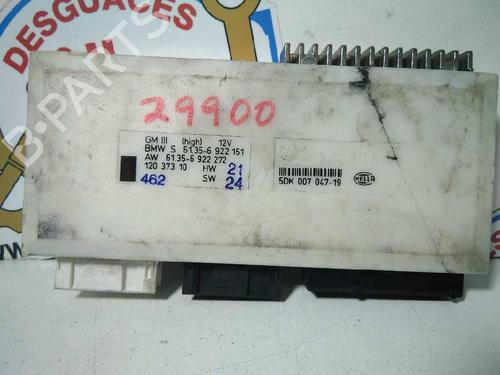 DESGUACES
B-PARTS
29900
GM III (high) 12V
BMW S 61.35-6 922 151
AW 61.35-6 922 272
120 373 10 HW 21
462 SW 24
5DK 007 047-19 HELLA